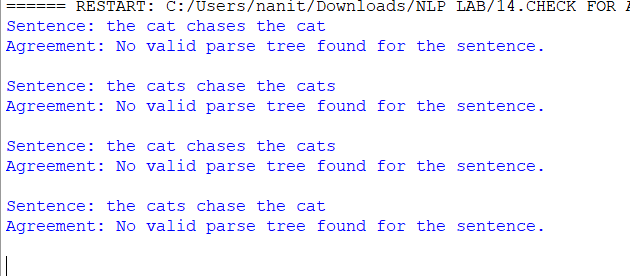 ====== RESTART: C:/Users/nanit/Downloads/NLP LAB/14.CHECK FOR
Sentence: the cat chases the cat
Agreement: No valid parse tree found for the sentence.
Sentence: the cats chase the cats
Agreement: No valid parse tree found for the sentence.
Sentence: the cat chases the cats
Agreement: No valid parse tree found for the sentence.
Sentence: the cats chase the cat
Agreement: No valid parse tree found for the sentence.